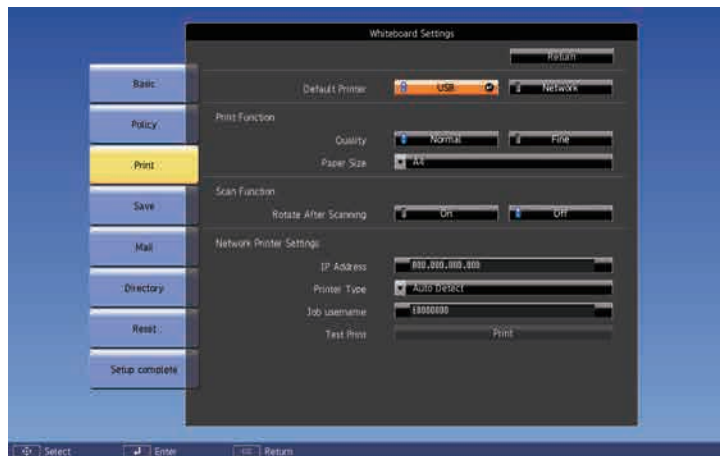 Whiteboard Settings
Return
Basic
Default Printer USB Network
Policy
Print Function
Quality Normal Fine
Print
Paper Size A4
Scan Function
Save
Rotate After Scanning On Off
Mail
Network Printer Settings
IP Address 000.000.000.000
Directory
Printer Type Auto Detect
Job username
Reset
Test Print Print
Setup complete
Select Enter Return